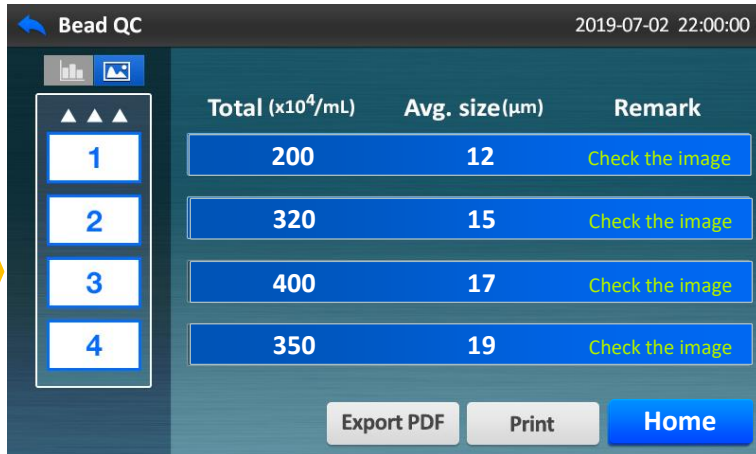 Bead QC 2019-07-02 22:00:00
Total (x10⁴/mL) Avg. size(μm) Remark
1 200 12 Check the image
2 320 15 Check the image
3 400 17 Check the image
4 350 19 Check the image
Export PDF Print Home